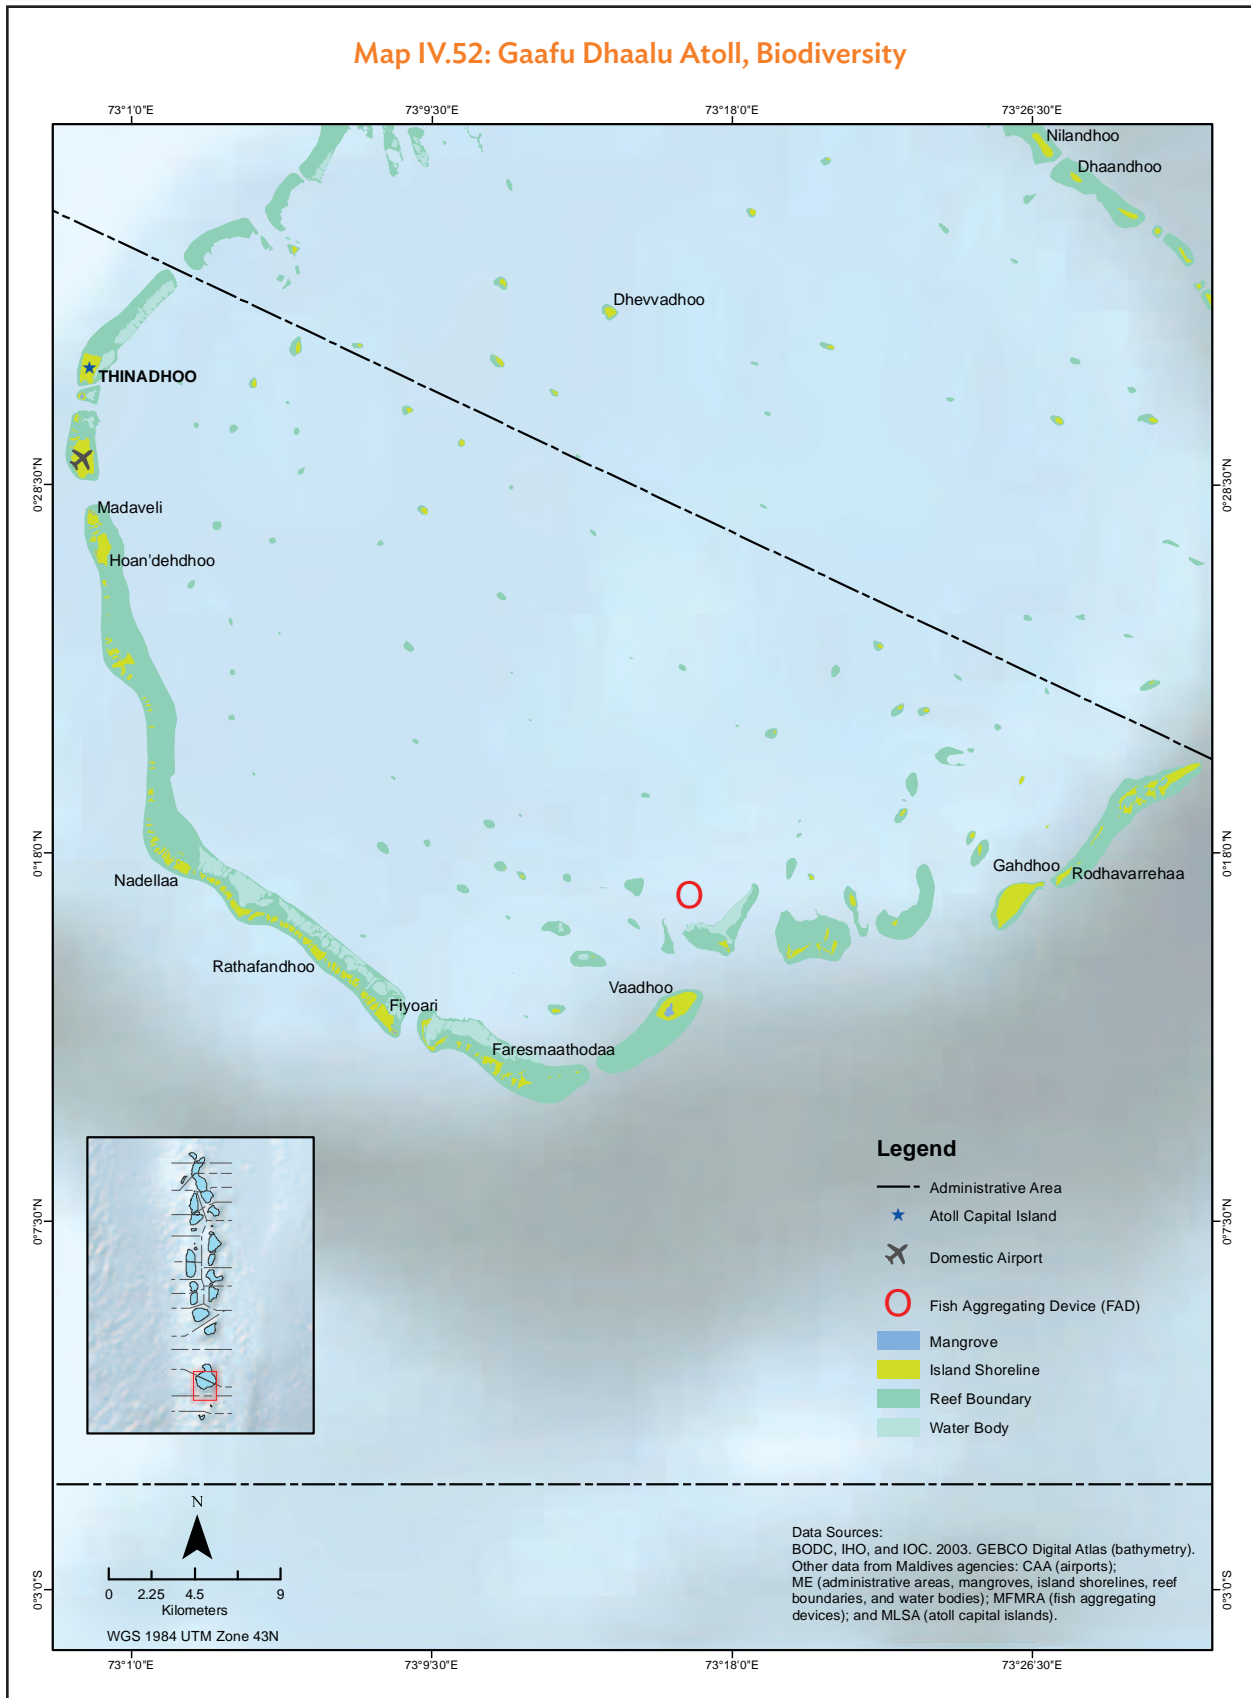 Map IV.52: Gaafu Dhaalu Atoll, Biodiversity
73°1'0"E
73°9'30"E
73°18'0"E
73°26'30"E
Nilandhoo
Dhaandhoo
Dhevvadhoo
THINADHOO
0°28'30"N
0°28'30"N
Madaveli
Hoan'dehdhoo
0°18'0"N
0°18'0"N
Gahdhoo
Rodhavarrehaa
Nadellaa
Rathafandhoo
Vaadhoo
Fiyoari
Faresmaathodaa
0°7'30"N
0°7'30"N
Legend
Administrative Area
Atoll Capital Island
Domestic Airport
Fish Aggregating Device (FAD)
Mangrove
Island Shoreline
Reef Boundary
Water Body
N
0 2.25 4.5 9
Kilometers
WGS 1984 UTM Zone 43N
Data Sources:
BODC, IHO, and IOC. 2003. GEBCO Digital Atlas (bathymetry).
Other data from Maldives agencies: CAA (airports);
ME (administrative areas, mangroves, island shorelines, reef
boundaries, and water bodies); MFMRA (fish aggregating
devices); and MLSA (atoll capital islands).
0°3'0"S
0°3'0"S
73°1'0"E
73°9'30"E
73°18'0"E
73°26'30"E